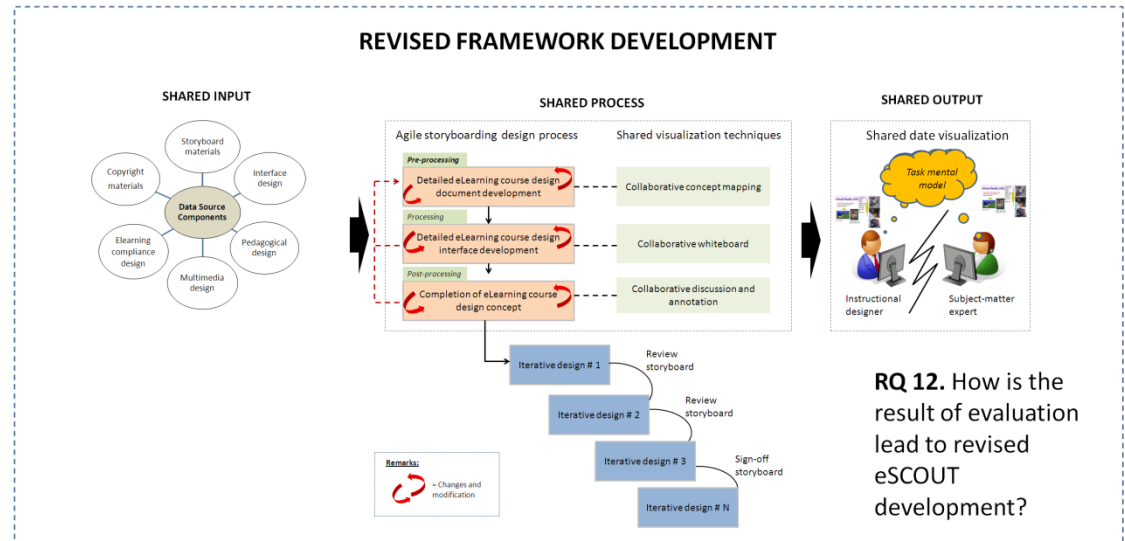 REVISED FRAMEWORK DEVELOPMENT
SHARED INPUT
Storyboard
materials
Copyright
materials
Interface
design
Data Source
Components
Elearning
compliance
design
Pedagogical
design
Multimedia
design
SHARED PROCESS
Agile storyboarding design process
Shared visualization techniques
Pre-processing
Detailed eLearning course design
document development
Collaborative concept mapping
Processing
Detailed eLearning course design
interface development
Collaborative whiteboard
Post-processing
Completion of eLearning course
design concept
Collaborative discussion and
annotation
Iterative design # 1
Review
storyboard
Iterative design # 2
Review
storyboard
Iterative design # 3
Sign-off
storyboard
Iterative design # N
Remarks:
= Changes and
modification
SHARED OUTPUT
Shared date visualization
Task mental
model
Instructional
designer
Subject-matter
expert
RQ 12. How is the
result of evaluation
lead to revised
eSCOUT
development?